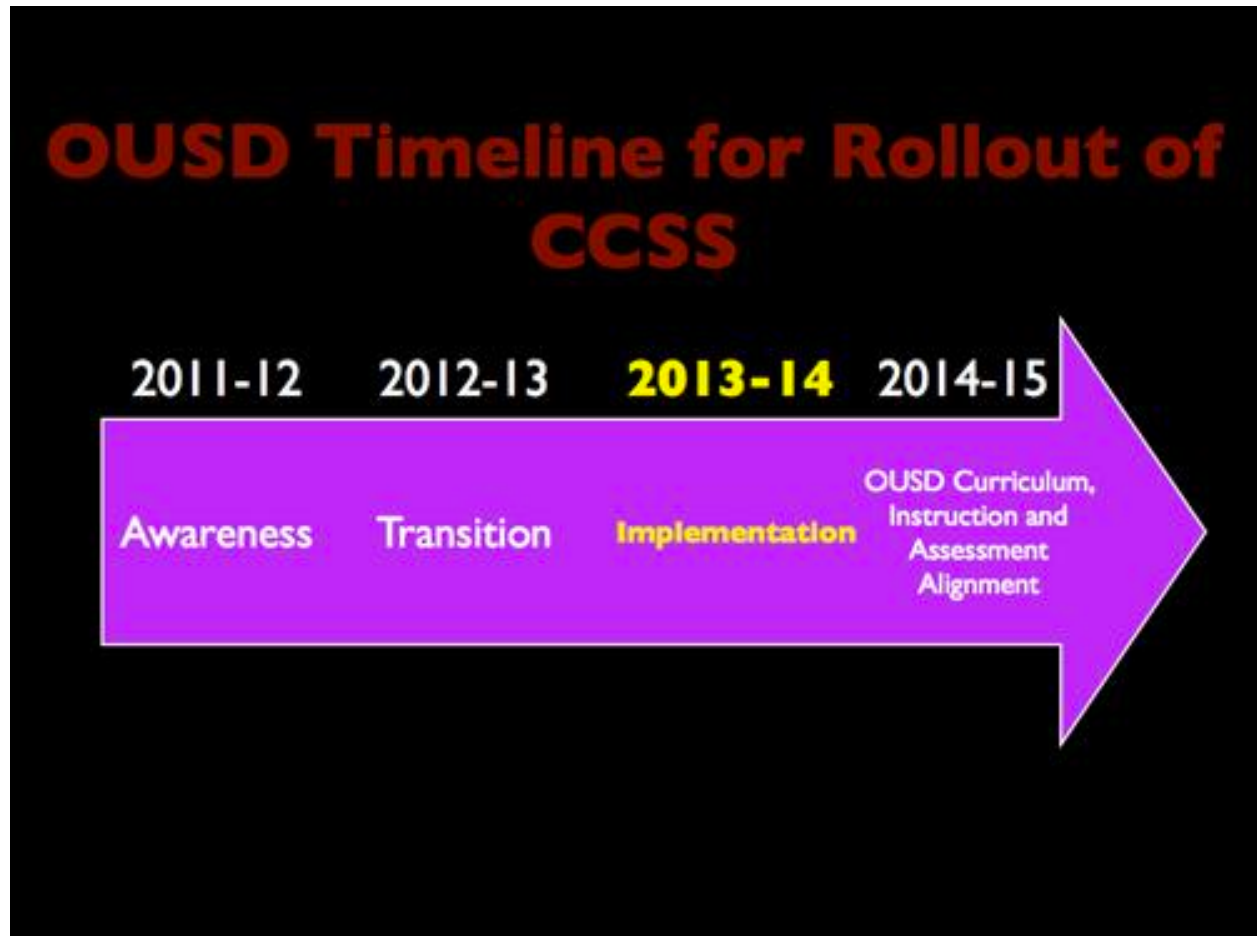 OUSD Timeline for Rollout of
CCSS
2011-12 2012-13 2013-14 2014-15
Awareness Transition Implementation
OUSD Curriculum,
Instruction and
Assessment
Alignment